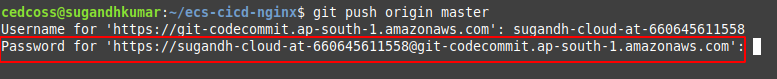 cedcoss@sugandhkumar:~/ecs-cicd-nginx$ git push origin master
Username for 'https://git-codecommit.ap-south-1.amazonaws.com': sugandh-cloud-at-660645611558
Password for 'https://sugandh-cloud-at-660645611558@git-codecommit.ap-south-1.amazonaws.com':